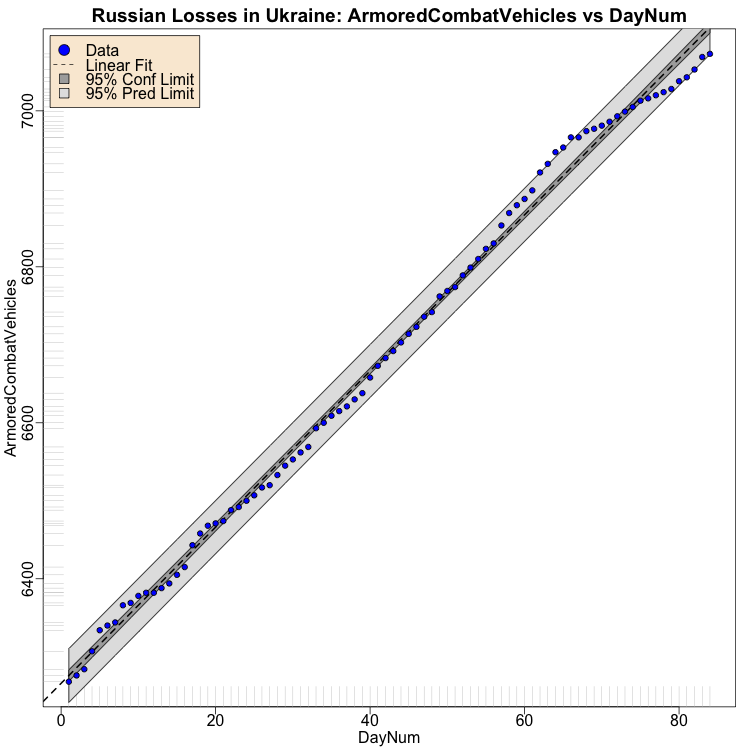 Russian Losses in Ukraine: ArmoredCombatVehicles vs DayNum
Data
Linear Fit
95% Conf Limit
95% Pred Limit
ArmoredCombatVehicles
7000
6800
6600
6400
0 20 40 60 80
DayNum